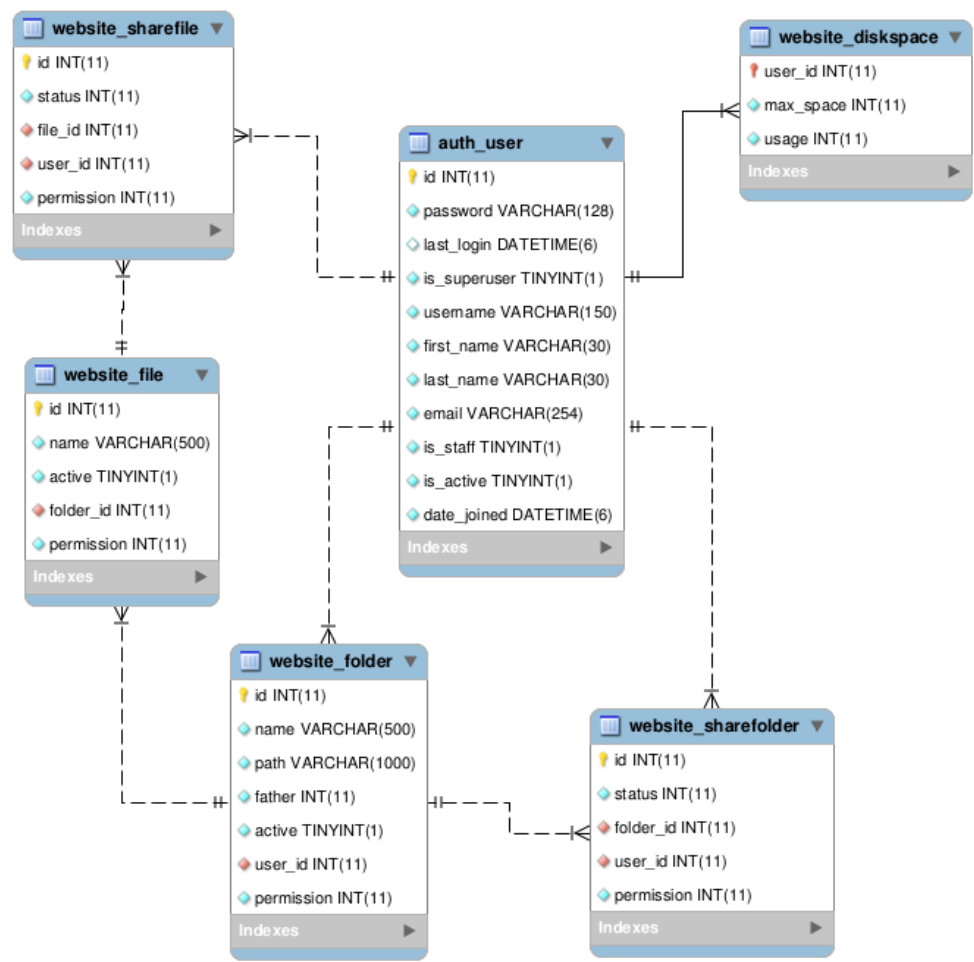 website_sharefile
id INT(11)
status INT(11)
file_id INT(11)
user_id INT(11)
permission INT(11)
Indexes
website_diskspace
user_id INT(11)
max_space INT(11)
usage INT(11)
Indexes
auth_user
id INT(11)
password VARCHAR(128)
last_login DATETIME(6)
is_superuser TINYINT(1)
username VARCHAR(150)
first_name VARCHAR(30)
last_name VARCHAR(30)
email VARCHAR(254)
is_staff TINYINT(1)
is_active TINYINT(1)
date_joined DATETIME(6)
Indexes
website_file
id INT(11)
name VARCHAR(500)
active TINYINT(1)
folder_id INT(11)
permission INT(11)
Indexes
website_folder
id INT(11)
name VARCHAR(500)
path VARCHAR(1000)
father INT(11)
active TINYINT(1)
user_id INT(11)
permission INT(11)
Indexes
website_sharefolder
id INT(11)
status INT(11)
folder_id INT(11)
user_id INT(11)
permission INT(11)
Indexes